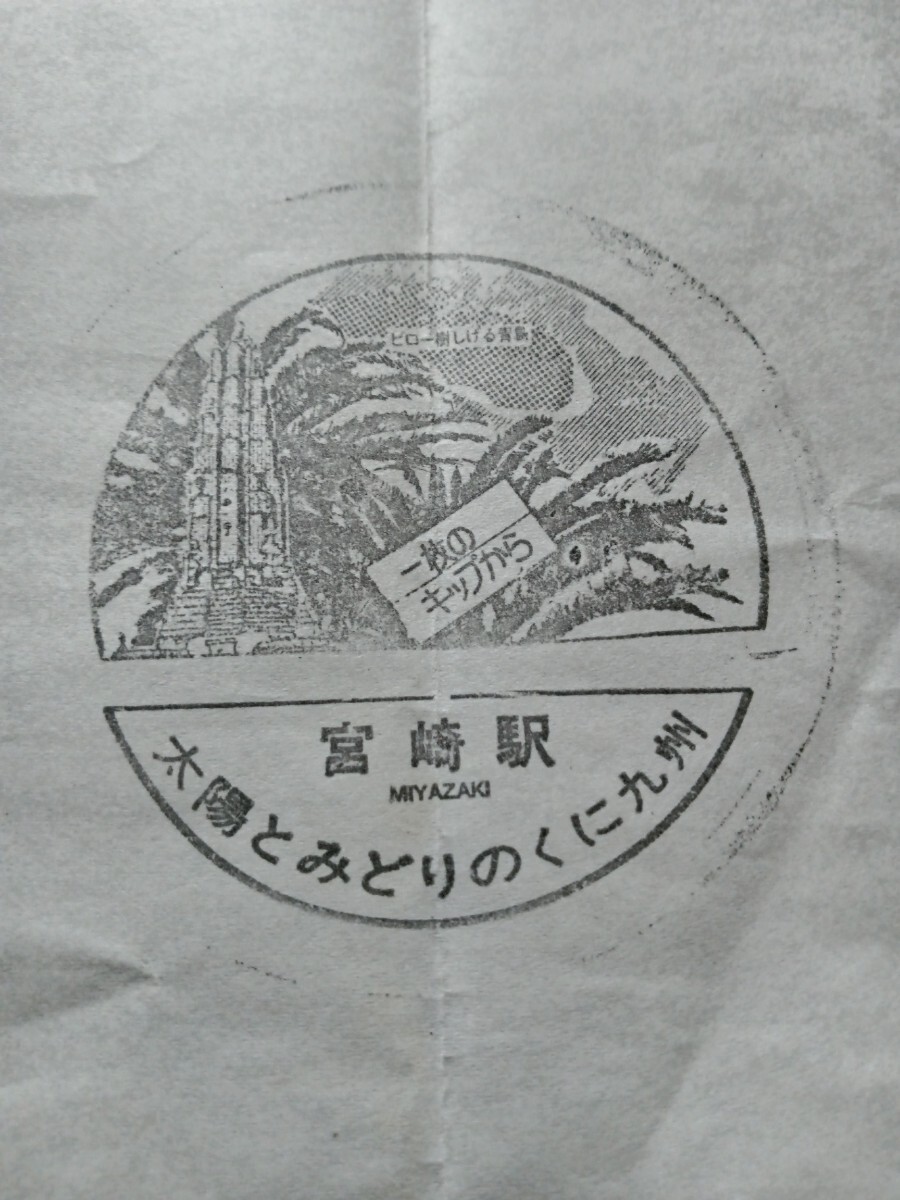 ビロー樹しげる青島
一枚の
キップから
宮崎駅
MIYAZAKI
太陽とみどりのくに九州